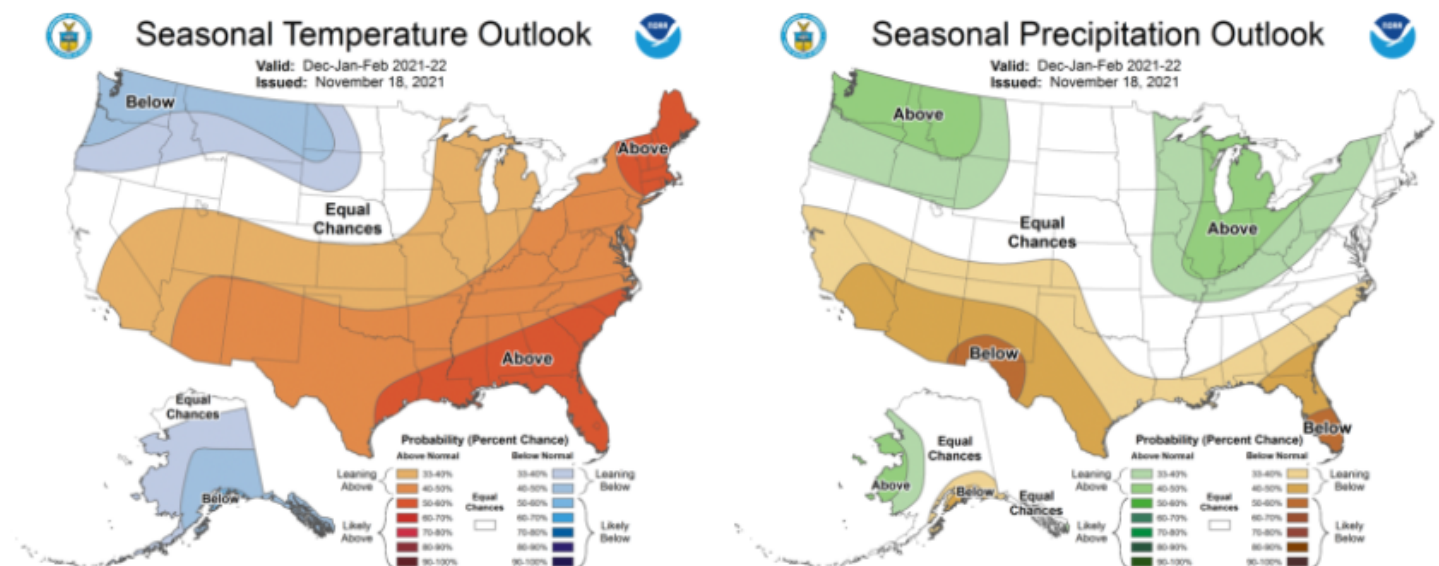 Seasonal Temperature Outlook
Valid: Dec-Jan-Feb 2021-22
Issued: November 18, 2021
Below
Above
Equal
Chances
Above
Equal
Chances
Below
Probability (Percent Chance)
Above Normal
Below Normal
Leaning
Above
33-40%
40-50%
50-60%
60-70%
70-80%
80-90%
90-100%
Likely
Above
Equal
Chances
33-40%
40-50%
50-60%
60-70%
70-80%
80-90%
90-100%
Leaning
Below
Likely
Below
Seasonal Precipitation Outlook
Valid: Dec-Jan-Feb 2021-22
Issued: November 18, 2021
Above
Equal
Chances
Above
Below
Below
Equal
Chances
Above
Below
Equal
Chances
Probability (Percent Chance)
Above Normal
Below Normal
Leaning
Above
33-40%
40-50%
50-60%
60-70%
70-80%
80-90%
90-100%
Likely
Above
Equal
Chances
33-40%
40-50%
50-60%
60-70%
70-80%
80-90%
90-100%
Leaning
Below
Likely
Below